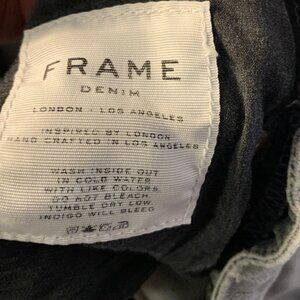 FRAME
DENIM
LONDON - LOS ANGELES
INSPIRED BY LONDON
HAND CRAFTED IN LOS ANGELES
WASH INSIDE OUT
IN COLD WATER
WITH LIKE COLORS
DO NOT BLEACH.
TUMBLE DRY LOW.
INDIGO WILL BLEED